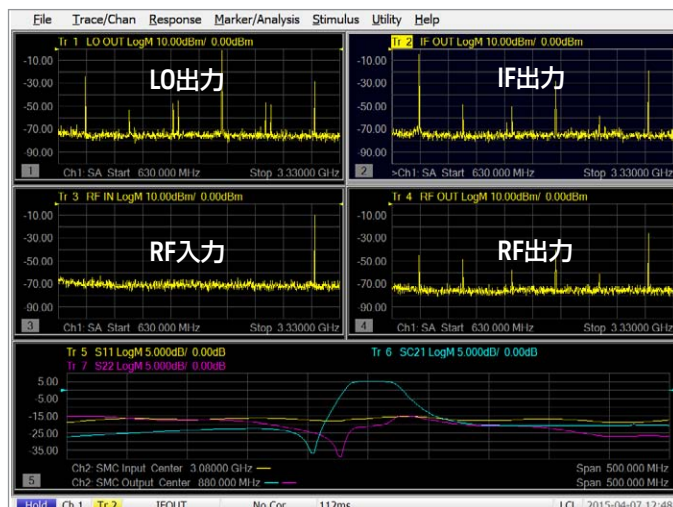 File Trace/Chan Response Marker/Analysis Stimulus Utility Help
Tr 1 LO OUT LogM 10.00dBm/ 0.00dBm
-10.00
-30.00
-50.00
-70.00
-90.00
LO出力
1
Ch1: SA Start 630.000 MHz Stop 3.33000 GHz
Tr 2 IF OUT LogM 10.00dBm/ 0.00dBm
-10.00
-30.00
-50.00
-70.00
-90.00
IF出力
2
>Ch1: SA Start 630.000 MHz Stop 3.33000 GHz
Tr 3 RF IN LogM 10.00dBm/ 0.00dBm
-10.00
-30.00
-50.00
-70.00
-90.00
RF入力
3
Ch1: SA Start 630.000 MHz Stop 3.33000 GHz
Tr 4 RF OUT LogM 10.00dBm/ 0.00dBm
-10.00
-30.00
-50.00
-70.00
-90.00
RF出力
4
Ch1: SA Start 630.000 MHz Stop 3.33000 GHz
Tr 5 S11 LogM 5.000dB/ 0.00dB Tr 6 SC21 LogM 5.000dB/ 0.00dB
Tr 7 S22 LogM 5.000dB/ 0.00dB
5.00
-5.00
-15.00
-25.00
-35.00
5
Ch2: SMC Input Center 3.08000 GHz Span 500.000 MHz
Ch2: SMC Output Center 880.000 MHz Span 500.000 MHz
Hold Ch 1 Tr 2 IFOUT No Cor 112ms LCL 2015-04-07 12:48